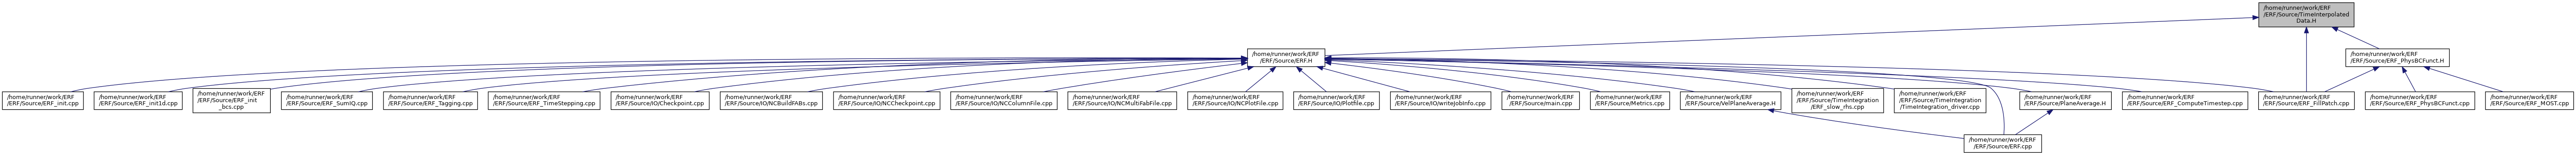 /home/runner/work/ERF
/ERF/Source/TimeInterpolated
Data.H
/home/runner/work/ERF
/ERF/Source/ERF.H
/home/runner/work/ERF
/ERF/Source/ERF_PhysBCFunct.H
/home/runner/work/ERF
/ERF/Source/ERF_init.cpp
/home/runner/work/ERF
/ERF/Source/ERF_init1d.cpp
/home/runner/work/ERF
/ERF/Source/ERF_init
_bcs.cpp
/home/runner/work/ERF
/ERF/Source/ERF_SumIQ.cpp
/home/runner/work/ERF
/ERF/Source/ERF_Tagging.cpp
/home/runner/work/ERF
/ERF/Source/ERF_TimeStepping.cpp
/home/runner/work/ERF
/ERF/Source/IO/Checkpoint.cpp
/home/runner/work/ERF
/ERF/Source/IO/NCBuildFABs.cpp
/home/runner/work/ERF
/ERF/Source/IO/NCCheckpoint.cpp
/home/runner/work/ERF
/ERF/Source/IO/NCColumnFile.cpp
/home/runner/work/ERF
/ERF/Source/IO/NCMultiFabFile.cpp
/home/runner/work/ERF
/ERF/Source/IO/NCPlotFile.cpp
/home/runner/work/ERF
/ERF/Source/IO/Plotfile.cpp
/home/runner/work/ERF
/ERF/Source/IO/writeJobInfo.cpp
/home/runner/work/ERF
/ERF/Source/main.cpp
/home/runner/work/ERF
/ERF/Source/Metrics.cpp
/home/runner/work/ERF
/ERF/Source/VelPlaneAverage.H
/home/runner/work/ERF
/ERF/Source/TimeIntegration
/ERF_slow_rhs.cpp
/home/runner/work/ERF
/ERF/Source/TimeIntegration
/TimeIntegration_driver.cpp
/home/runner/work/ERF
/ERF/Source/PlaneAverage.H
/home/runner/work/ERF
/ERF/Source/ERF_ComputeTimestep.cpp
/home/runner/work/ERF
/ERF/Source/ERF_FillPatch.cpp
/home/runner/work/ERF
/ERF/Source/ERF_PhysBCFunct.cpp
/home/runner/work/ERF
/ERF/Source/ERF_MOST.cpp
/home/runner/work/ERF
/ERF/Source/ERF.cpp